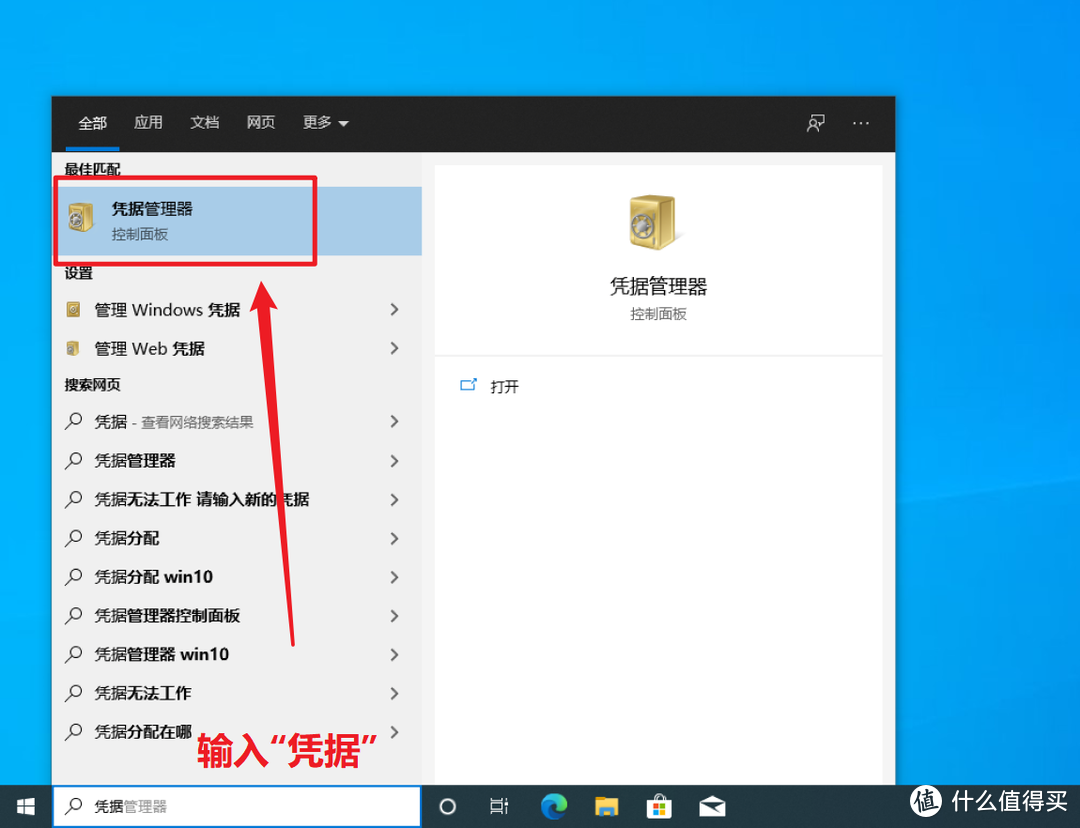 全部 应用 文档 网页 更多
最佳匹配
凭据管理器
控制面板
设置
管理 Windows 凭据
管理 Web 凭据
搜索网页
凭据 - 查看网络搜索结果
凭据管理器
凭据无法工作 请输入新的凭据
凭据分配
凭据分配 win10
凭据管理器控制面板
凭据管理器 win10
凭据无法工作
凭据分配在哪
输入“凭据”
凭据管理器
控制面板
打开
凭据管理器
值 什么值得买